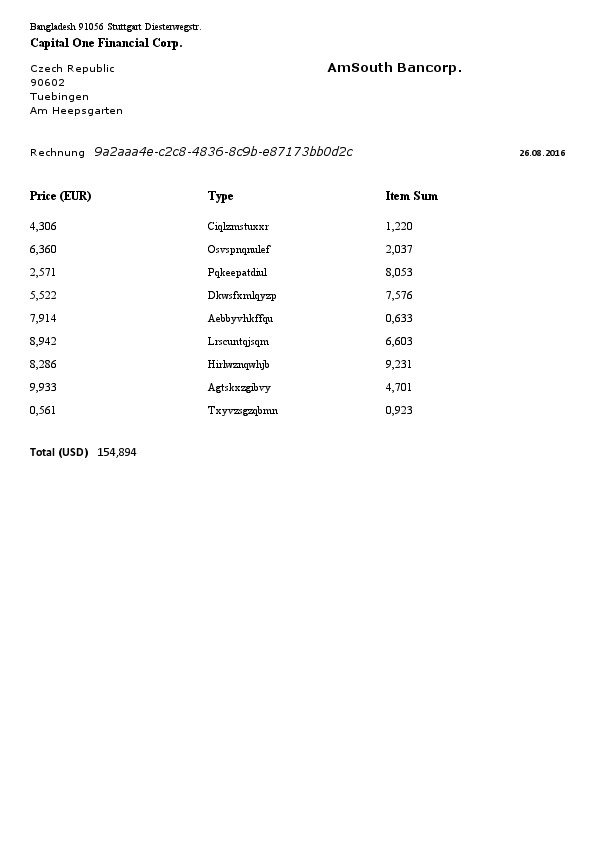 Bangladesh 91056 Stuttgart Diesterwegstr.
Capital One Financial Corp.
Czech Republic
90602
Tuebingen
Am Heepsgarten
AmSouth Bancorp.
Rechnung 9a2aaa4e-c2c8-4836-8c9b-e87173bb0d2c 26.08.2016
Price (EUR) Type Item Sum
4,306 Ciqlzmstuxxr 1,220
6,360 Osvspnqnulef 2,037
2,571 Pqkeepatdiul 8,053
5,522 Dkwsfxmlqyzp 7,576
7,914 Aebbyvhkffqu 0,633
8,942 Lrscuntqjsqm 6,603
8,286 Hirlwznqwhjb 9,231
9,933 Agtskxzgibvy 4,701
0,561 Txyvzsgzqbmn 0,923
Total (USD) 154,894